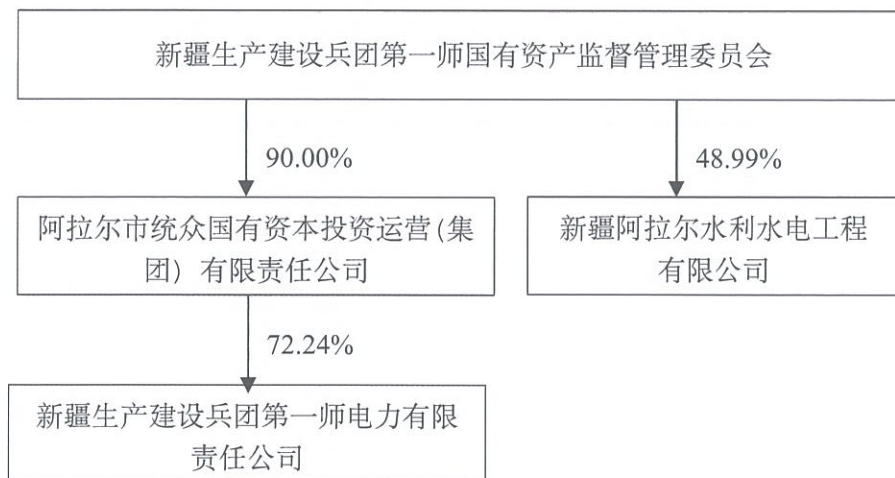 新疆生产建设兵团第一师国有资产监督管理委员会
90.00%
48.99%
阿拉尔市统众国有资本投资运营(集
团)有限责任公司
新疆阿拉尔水利水电工程
有限公司
72.24%
新疆生产建设兵团第一师电力有限
责任公司